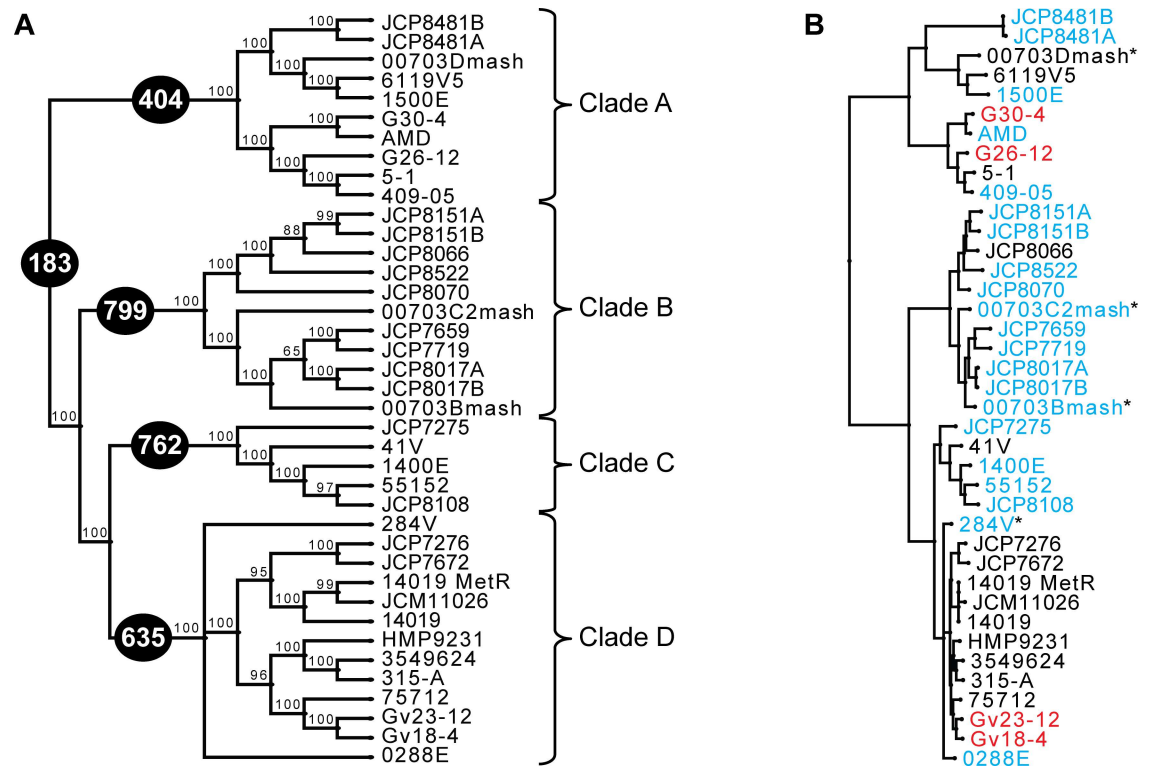 A
B
404
183
799
762
635
100
100
100
100
100
100
100
100
100
100
99
88
100
100
100
100
100
65
100
100
100
100
100
97
100
100
100
100
100
95
99
100
100
100
96
100
100
JCP8481B
JCP8481A
00703Dmash
6119V5
1500E
G30-4
AMD
G26-12
5-1
409-05
JCP8151A
JCP8151B
JCP8066
JCP8522
JCP8070
00703C2mash
JCP7659
JCP7719
JCP8017A
JCP8017B
00703Bmash
JCP7275
41V
1400E
55152
JCP8108
284V
JCP7276
JCP7672
14019 MetR
JCM11026
14019
HMP9231
3549624
315-A
75712
Gv23-12
Gv18-4
0288E
Clade A
Clade B
Clade C
Clade D
JCP8481B
JCP8481A
00703Dmash*
6119V5
1500E
G30-4
AMD
G26-12
5-1
409-05
JCP8151A
JCP8151B
JCP8066
JCP8522
JCP8070
00703C2mash*
JCP7659
JCP7719
JCP8017A
JCP8017B
00703Bmash*
JCP7275
41V
1400E
55152
JCP8108
284V*
JCP7276
JCP7672
14019 MetR
JCM11026
14019
HMP9231
3549624
315-A
75712
Gv23-12
Gv18-4
0288E